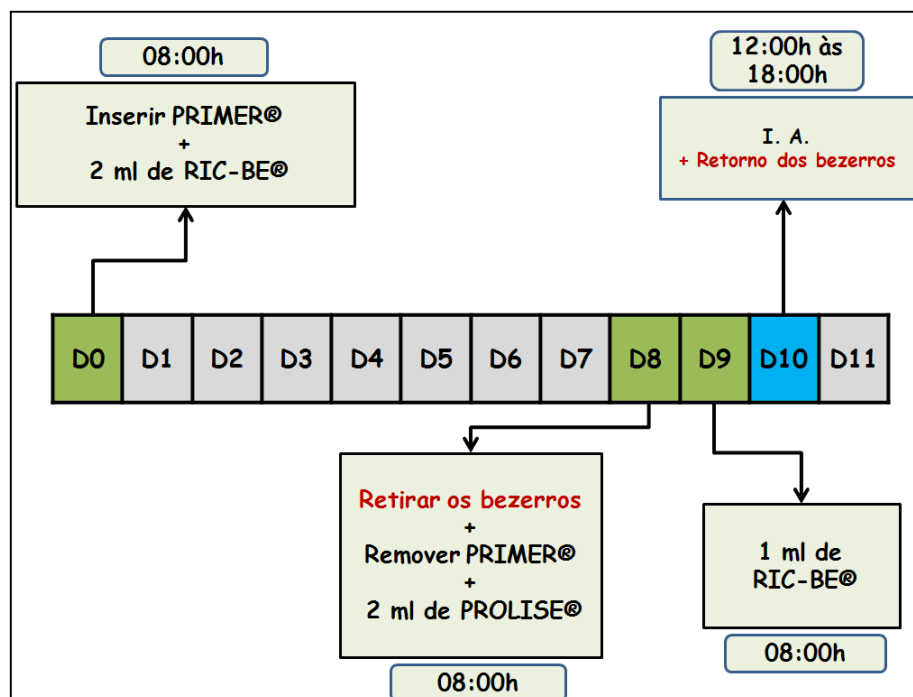 08:00h
Inserir PRIMER®
+
2 ml de RIC-BE®
12:00h às
18:00h
I. A.
+ Retorno dos bezerros
D0 D1 D2 D3 D4 D5 D6 D7 D8 D9 D10 D11
Retirar os bezerros
+
Remover PRIMER®
+
2 ml de PROLISE®
08:00h
1 ml de
RIC-BE®
08:00h